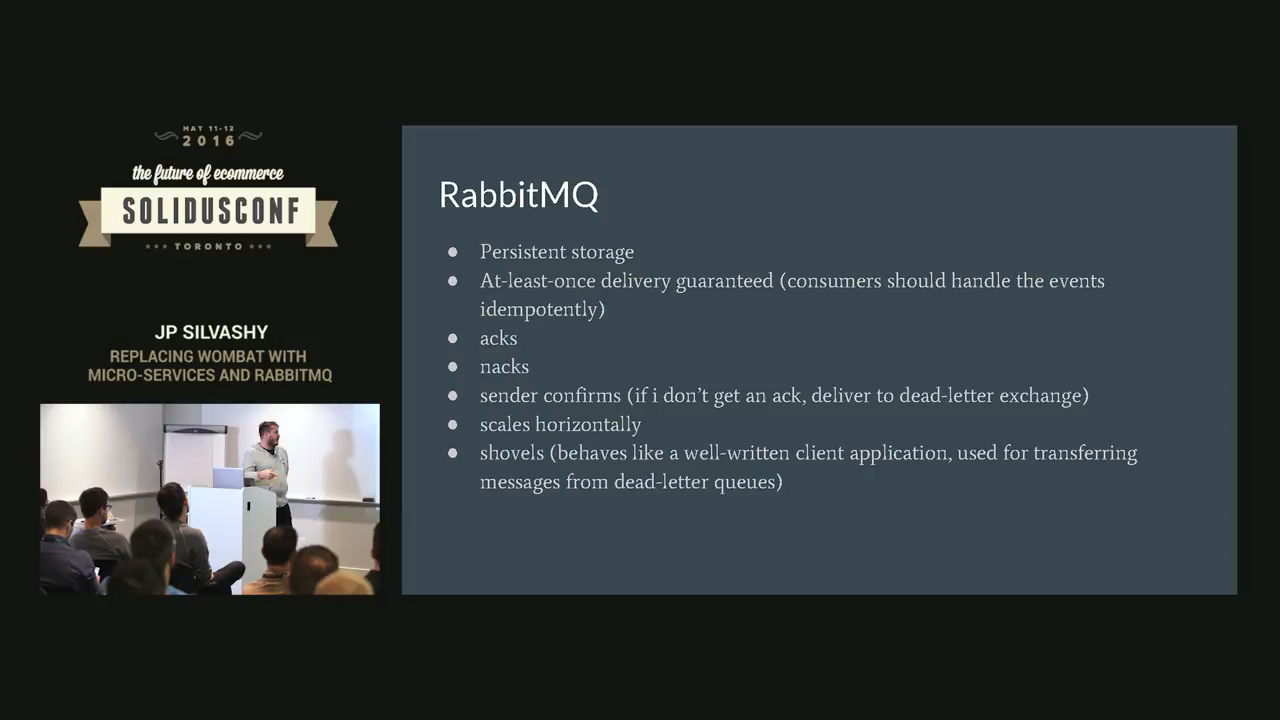 MAY 11-12
2016
the future of ecommerce
SOLIDUSCONF
TORONTO
JP SILVASHY
REPLACING WOMBAT WITH
MICRO-SERVICES AND RABBITMQ
RabbitMQ
● Persistent storage
● At-least-once delivery guaranteed (consumers should handle the events
idempotently)
● acks
● nacks
● sender confirms (if i don’t get an ack, deliver to dead-letter exchange)
● scales horizontally
● shovels (behaves like a well-written client application, used for transferring
messages from dead-letter queues)